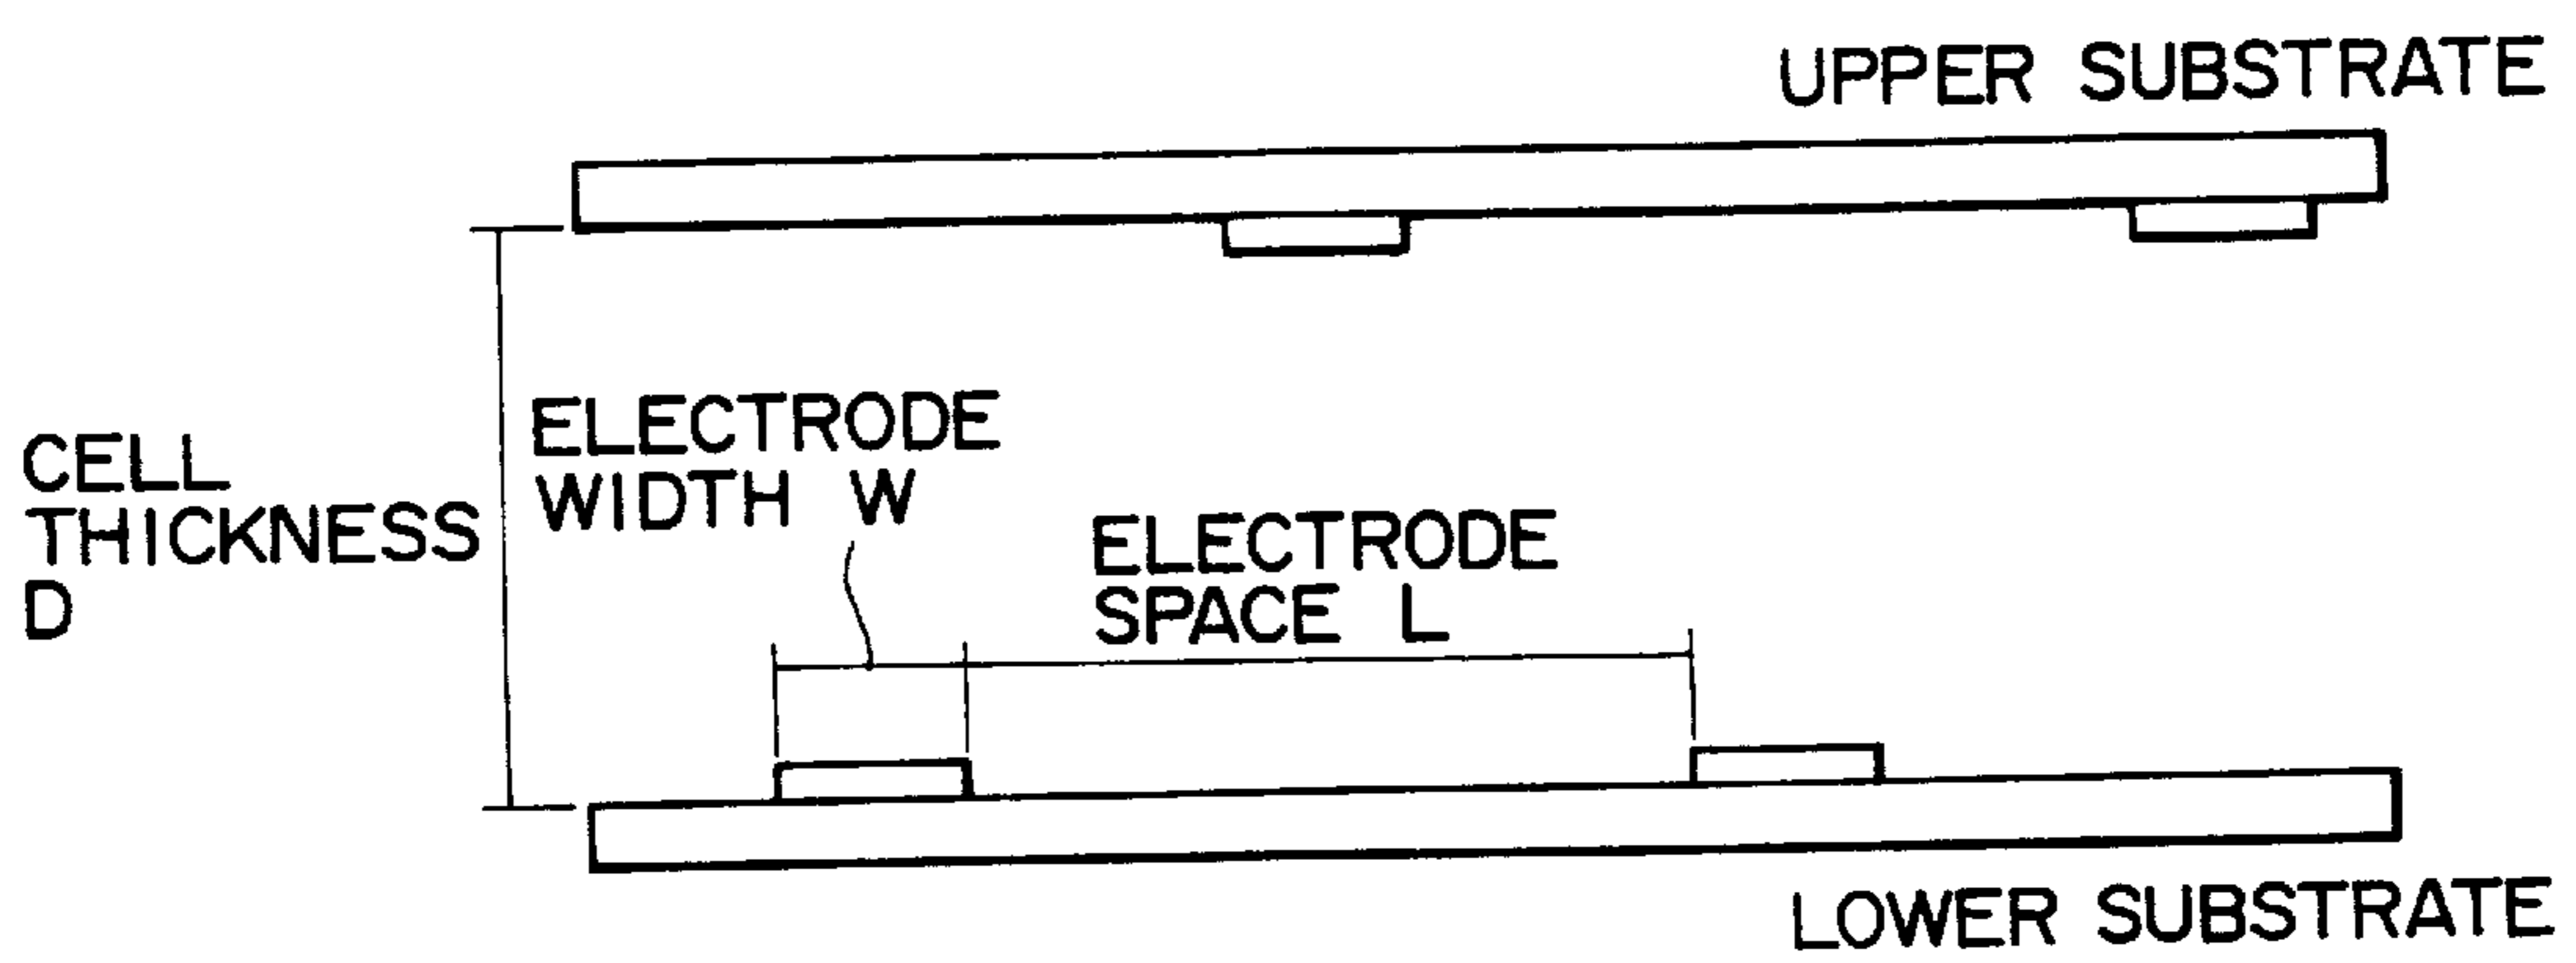 UPPER SUBSTRATE
CELL
THICKNESS
D
ELECTRODE
WIDTH W
ELECTRODE
SPACE L
LOWER SUBSTRATE